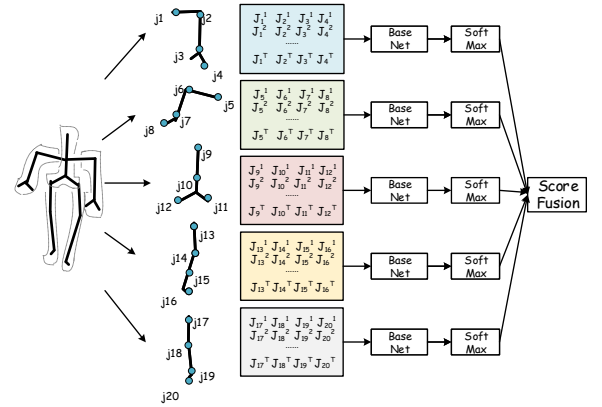 j1
j2
j3
j4
J₁¹ J₂¹ J₃¹ J₄¹
J₁² J₂² J₃² J₄²
......
J₁ᵀ J₂ᵀ J₃ᵀ J₄ᵀ
Base Net
Soft Max
j6
j5
j7
j8
J₅¹ J₆¹ J₇¹ J₈¹
J₅² J₆² J₇² J₈²
......
J₅ᵀ J₆ᵀ J₇ᵀ J₈ᵀ
Base Net
Soft Max
j9
j10
j12
j11
J₉¹ J₁₀¹ J₁₁¹ J₁₂¹
J₉² J₁₀² J₁₁² J₁₂²
......
J₉ᵀ J₁₀ᵀ J₁₁ᵀ J₁₂ᵀ
Base Net
Soft Max
Score
Fusion
j13
j14
j15
j16
J₁₃¹ J₁₄¹ J₁₅¹ J₁₆¹
J₁₃² J₁₄² J₁₅² J₁₆²
......
J₁₃ᵀ J₁₄ᵀ J₁₅ᵀ J₁₆ᵀ
Base Net
Soft Max
j17
j18
j19
j20
J₁₇¹ J₁₈¹ J₁₉¹ J₂₀¹
J₁₇² J₁₈² J₁₉² J₂₀²
......
J₁₇ᵀ J₁₈ᵀ J₁₉ᵀ J₂₀ᵀ
Base Net
Soft Max